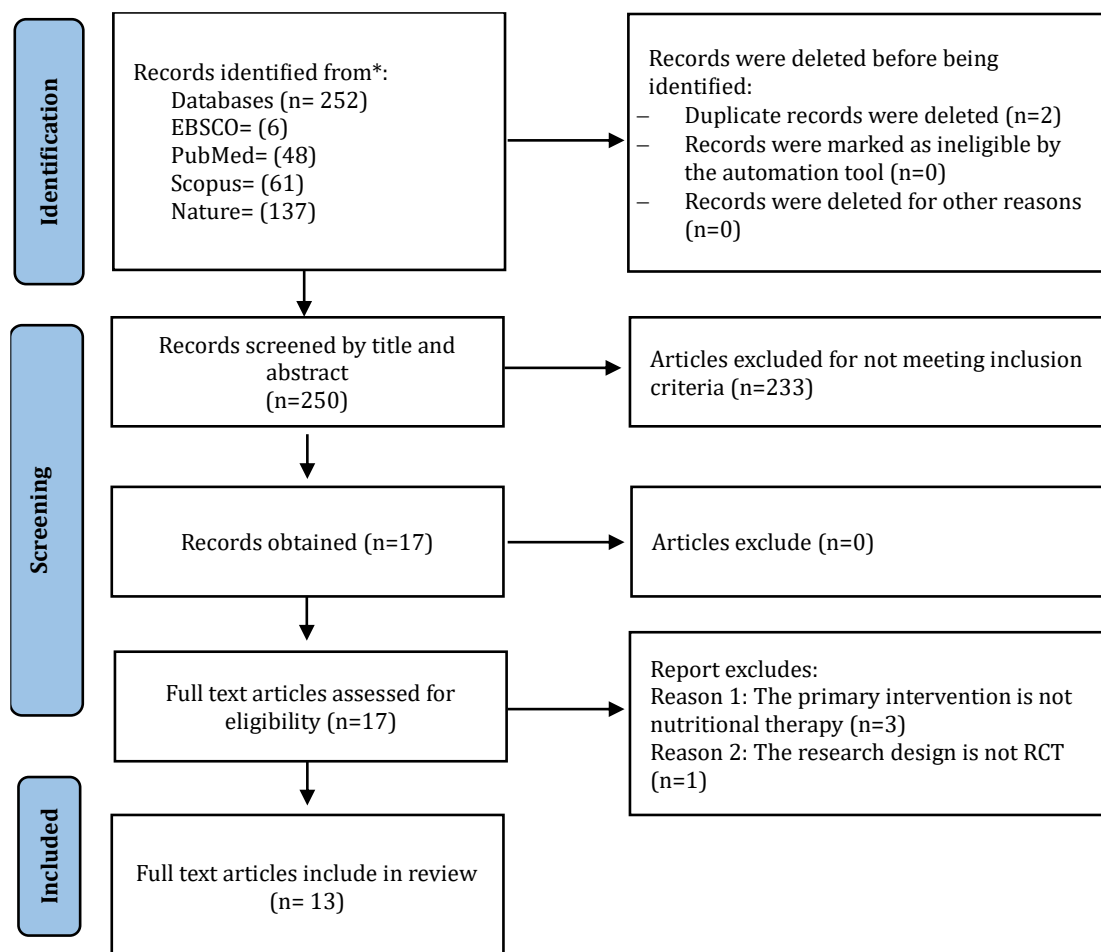 Identification
Records identified from*:
Databases (n= 252)
EBSCO= (6)
PubMed= (48)
Scopus= (61)
Nature= (137)
Records were deleted before being
identified:
– Duplicate records were deleted (n=2)
– Records were marked as ineligible by
the automation tool (n=0)
– Records were deleted for other reasons
(n=0)
Screening
Records screened by title and
abstract
(n=250)
Articles excluded for not meeting inclusion
criteria (n=233)
Records obtained (n=17)
Articles exclude (n=0)
Full text articles assessed for
eligibility (n=17)
Report excludes:
Reason 1: The primary intervention is not
nutritional therapy (n=3)
Reason 2: The research design is not RCT
(n=1)
Included
Full text articles include in review
(n= 13)